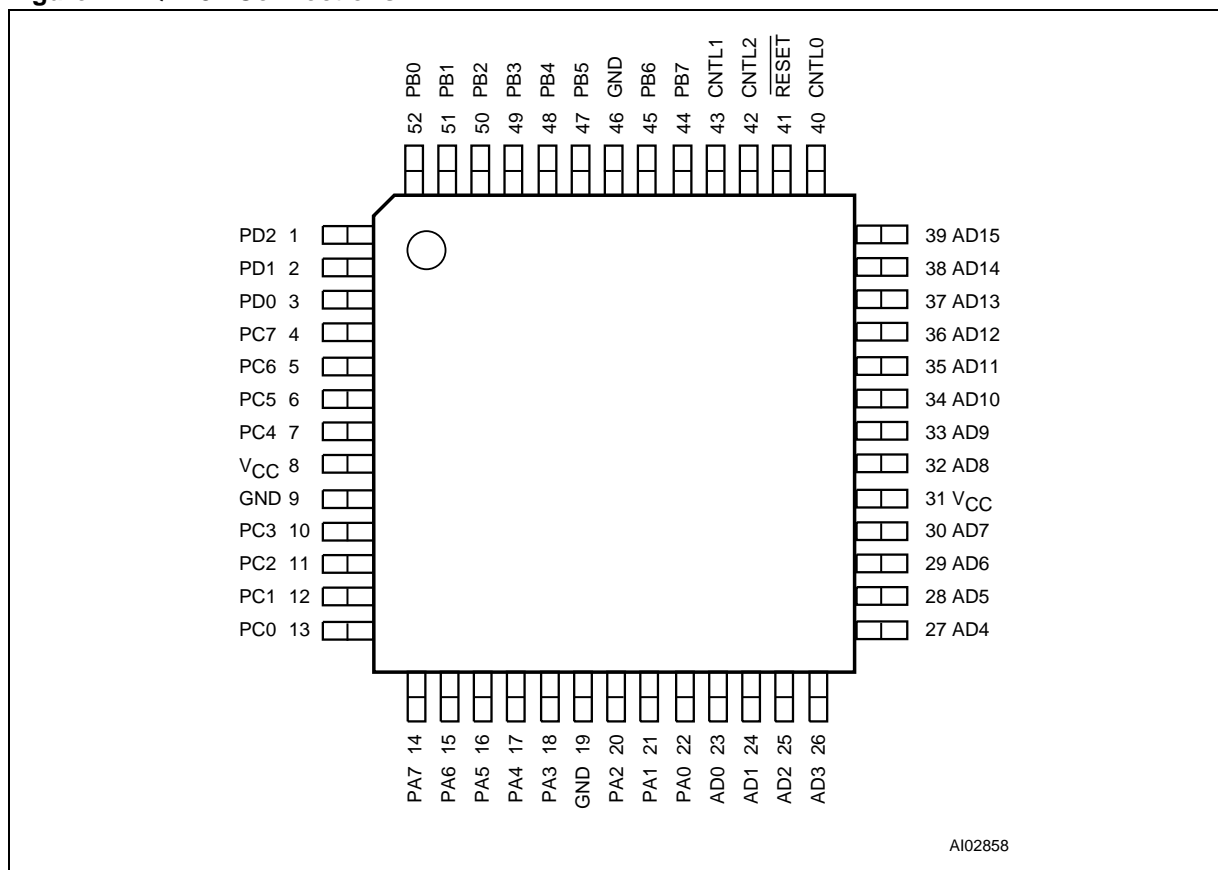 PB0
PB1
PB2
PB3
PB4
PB5
GND
PB6
PB7
CNTL1
CNTL2
RESET
CNTL0
52
51
50
49
48
47
46
45
44
43
42
41
40
PD2 1
PD1 2
PD0 3
PC7 4
PC6 5
PC5 6
PC4 7
VCC 8
GND 9
PC3 10
PC2 11
PC1 12
PC0 13
39 AD15
38 AD14
37 AD13
36 AD12
35 AD11
34 AD10
33 AD9
32 AD8
31 VCC
30 AD7
29 AD6
28 AD5
27 AD4
PA7 14
PA6 15
PA5 16
PA4 17
PA3 18
GND 19
PA2 20
PA1 21
PA0 22
AD0 23
AD1 24
AD2 25
AD3 26
AI02858